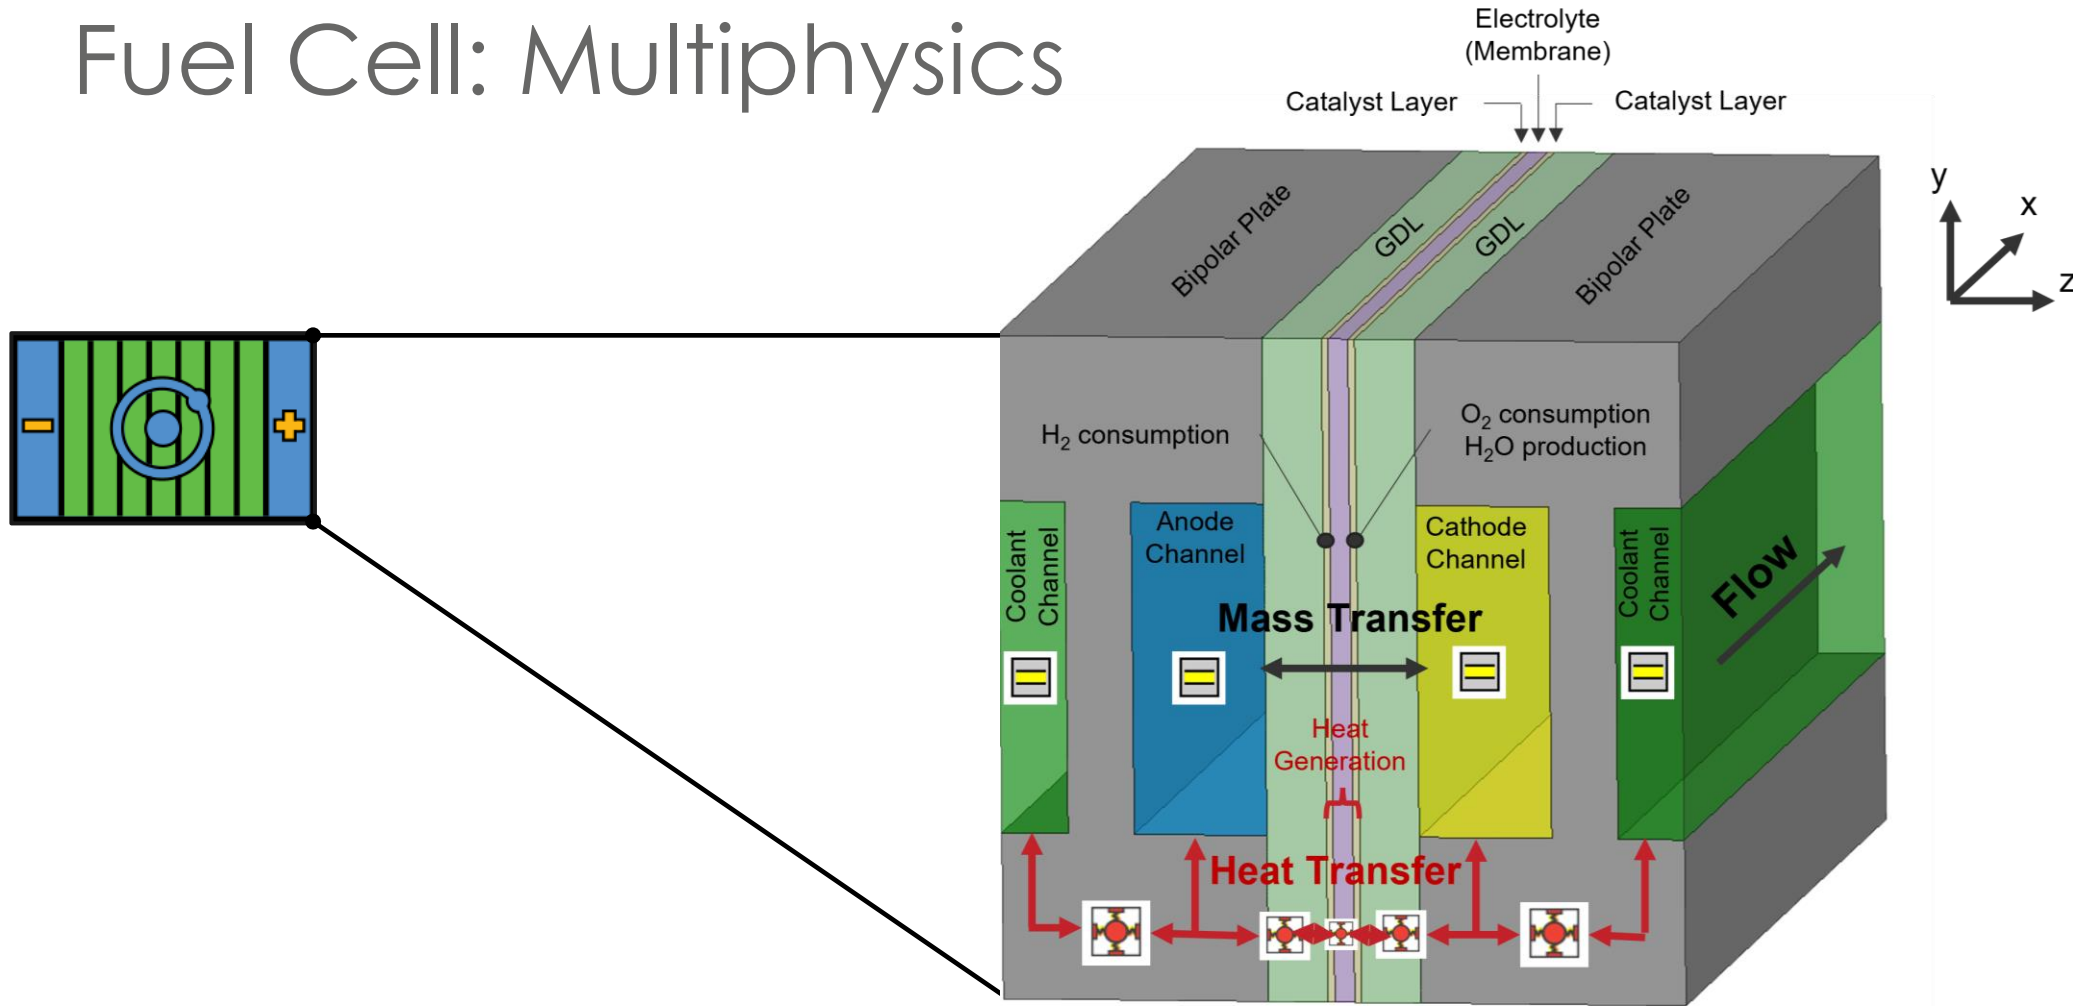 Fuel Cell: Multiphysics
Electrolyte
(Membrane)
Catalyst Layer
Catalyst Layer
y
x
z
Bipolar Plate
GDL
GDL
Bipolar Plate
H₂ consumption
O₂ consumption
H₂O production
Coolant
Channel
Anode
Channel
Cathode
Channel
Coolant
Channel
Flow
Mass Transfer
Heat
Generation
Heat Transfer